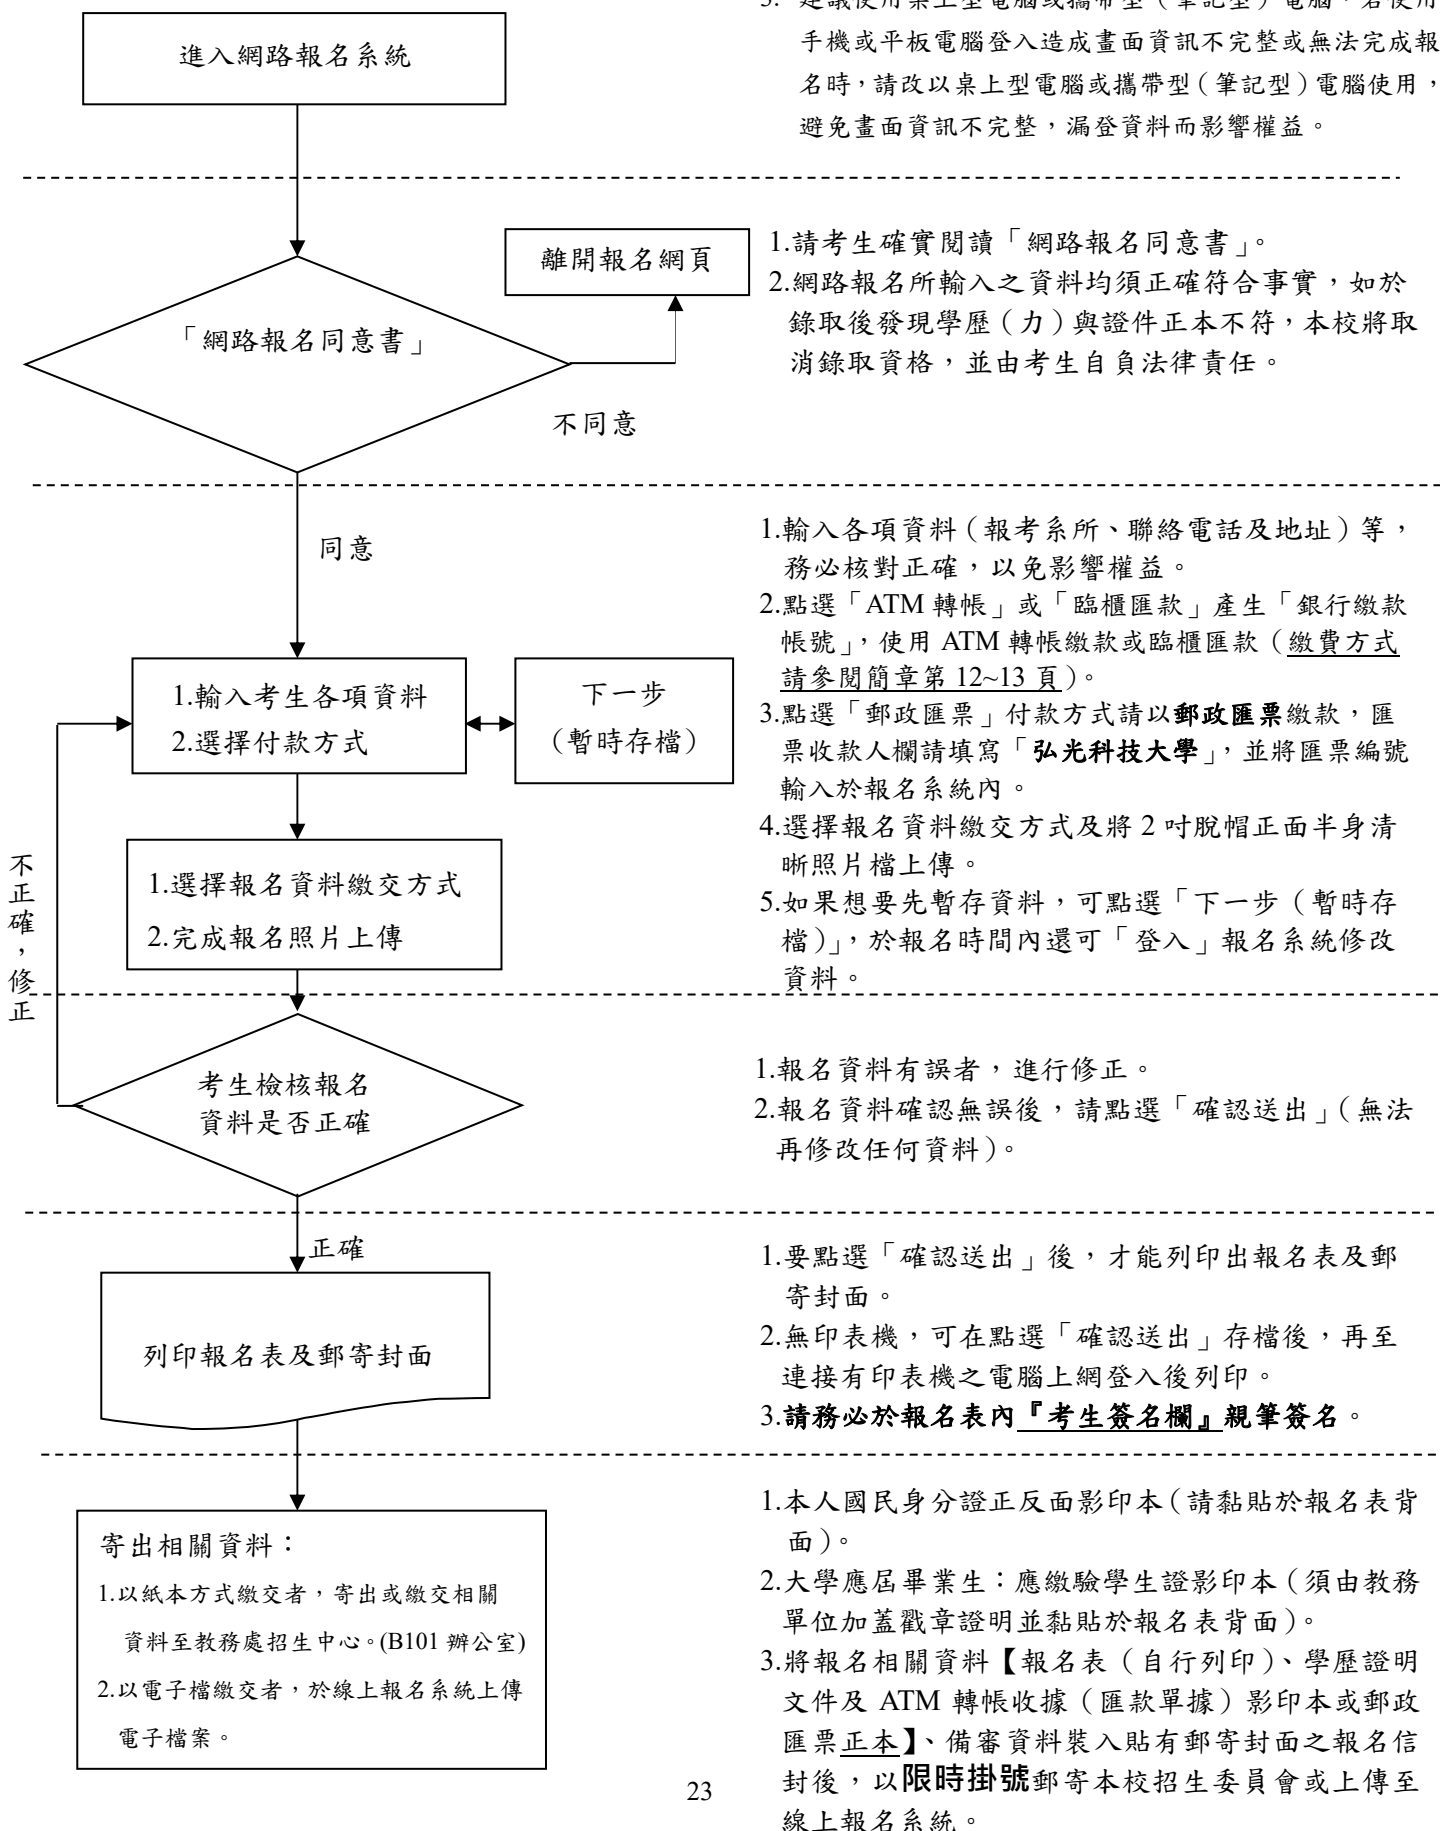 3. 建議使用桌上型電腦或攜帶型（筆記型）電腦，若使用
手機或平板電腦登入造成畫面資訊不完整或無法完成報
名時，請改以桌上型電腦或攜帶型（筆記型）電腦使用，
避免畫面資訊不完整，漏登資料而影響權益。
進入網路報名系統
「網路報名同意書」
離開報名網頁
不同意
1.請考生確實閱讀「網路報名同意書」。
2.網路報名所輸入之資料均須正確符合事實，如於
錄取後發現學歷（力）與證件正本不符，本校將取
消錄取資格，並由考生自負法律責任。
同意
1.輸入考生各項資料
2.選擇付款方式
下一步
（暫時存檔）
1.選擇報名資料繳交方式
2.完成報名照片上傳
不正確，修正
1.輸入各項資料（報考系所、聯絡電話及地址）等，
務必核對正確，以免影響權益。
2.點選「ATM 轉帳」或「臨櫃匯款」產生「銀行繳款
帳號」，使用 ATM 轉帳繳款或臨櫃匯款（繳費方式
請參閱簡章第 12~13 頁）。
3.點選「郵政匯票」付款方式請以郵政匯票繳款，匯
票收款人欄請填寫「弘光科技大學」，並將匯票編號
輸入於報名系統內。
4.選擇報名資料繳交方式及將 2 吋脫帽正面半身清
晰照片檔上傳。
5.如果想要先暫存資料，可點選「下一步（暫時存
檔）」，於報名時間內還可「登入」報名系統修改
資料。
考生檢核報名
資料是否正確
1.報名資料有誤者，進行修正。
2.報名資料確認無誤後，請點選「確認送出」（無法
再修改任何資料）。
正確
列印報名表及郵寄封面
1.要點選「確認送出」後，才能列印出報名表及郵
寄封面。
2.無印表機，可在點選「確認送出」存檔後，再至
連接有印表機之電腦上網登入後列印。
3.請務必於報名表內『考生簽名欄』親筆簽名。
寄出相關資料：
1.以紙本方式繳交者，寄出或繳交相關
資料至教務處招生中心。(B101 辦公室)
2.以電子檔繳交者，於線上報名系統上傳
電子檔案。
1.本人國民身分證正反面影印本（請黏貼於報名表背
面）。
2.大學應屆畢業生：應繳驗學生證影印本（須由教務
單位加蓋戳章證明並黏貼於報名表背面）。
3.將報名相關資料【報名表（自行列印）、學歷證明
文件及 ATM 轉帳收據（匯款單據）影印本或郵政
匯票正本】、備審資料裝入貼有郵寄封面之報名信
封後，以限時掛號郵寄本校招生委員會或上傳至
線上報名系統。
23